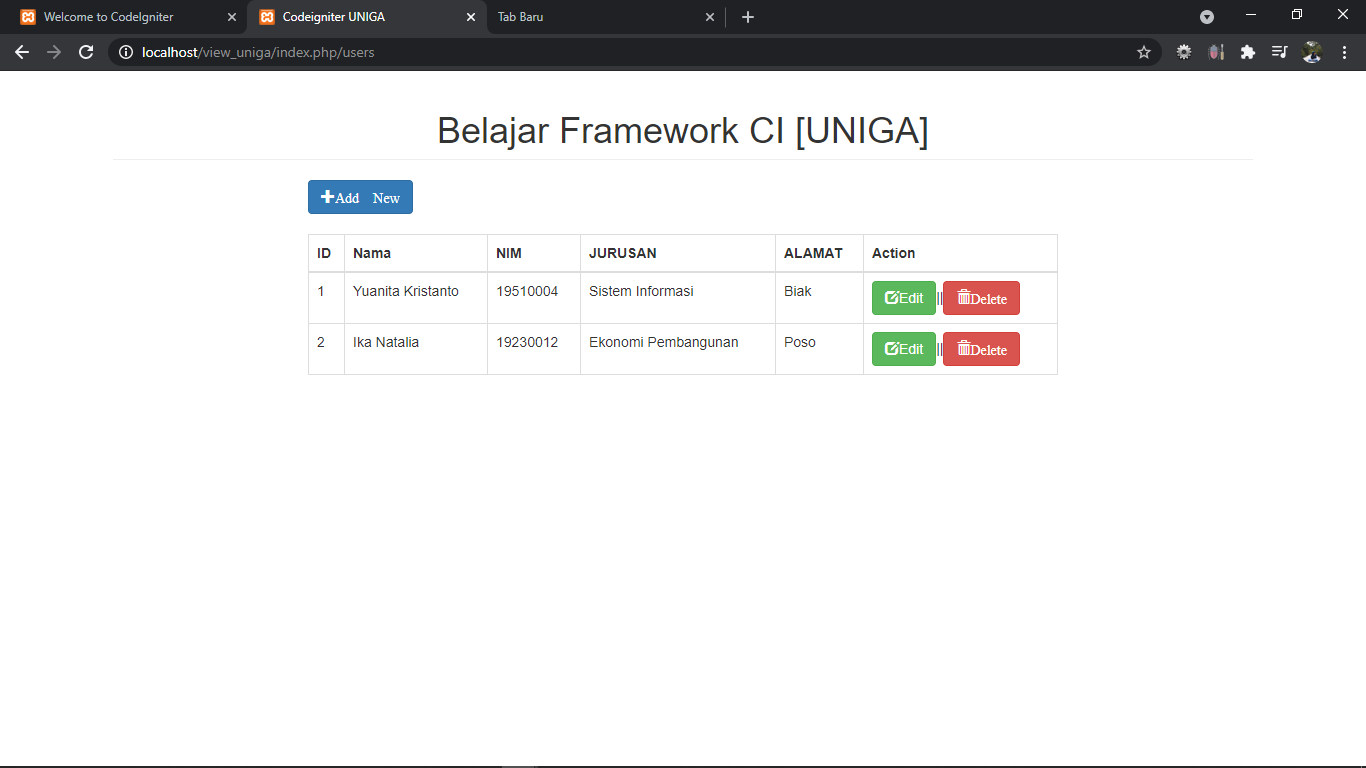 Welcome to CodeIgniter
Codeigniter UNIGA
Tab Baru
localhost/view_uniga/index.php/users
Belajar Framework CI [UNIGA]
Add New
ID Nama NIM JURUSAN ALAMAT Action
1 Yuanita Kristanto 19510004 Sistem Informasi Biak Edit||Delete
2 Ika Natalia 19230012 Ekonomi Pembangunan Poso Edit||Delete